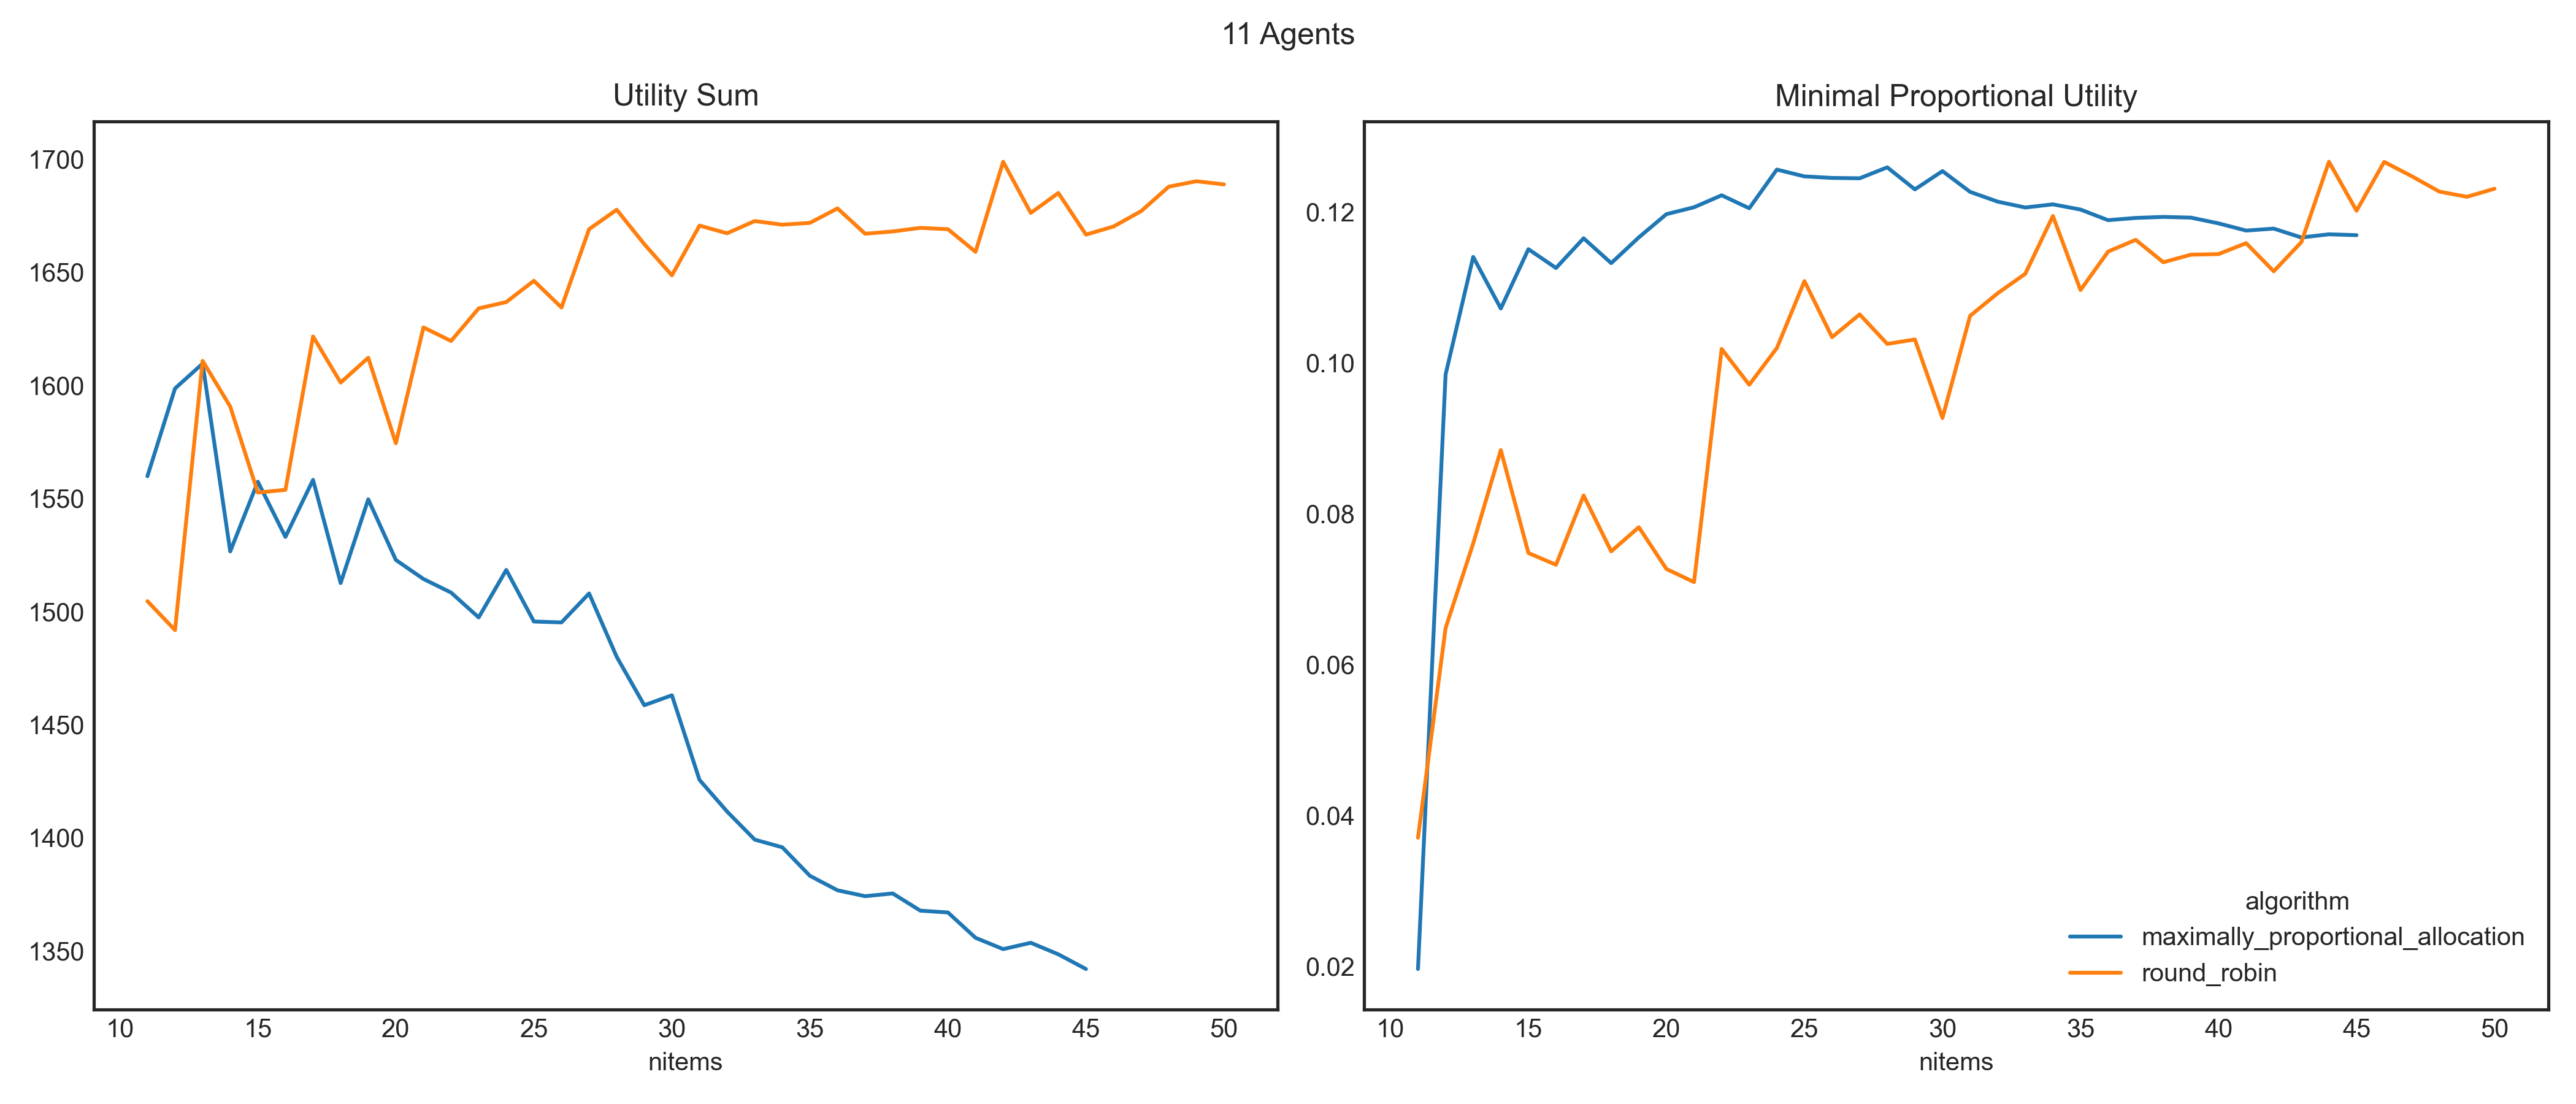 11 Agents
Utility Sum
1700
1650
1600
1550
1500
1450
1400
1350
10 15 20 25 30 35 40 45 50
nitems
Minimal Proportional Utility
0.12
0.10
0.08
0.06
0.04
0.02
algorithm
maximally_proportional_allocation
round_robin
10 15 20 25 30 35 40 45 50
nitems